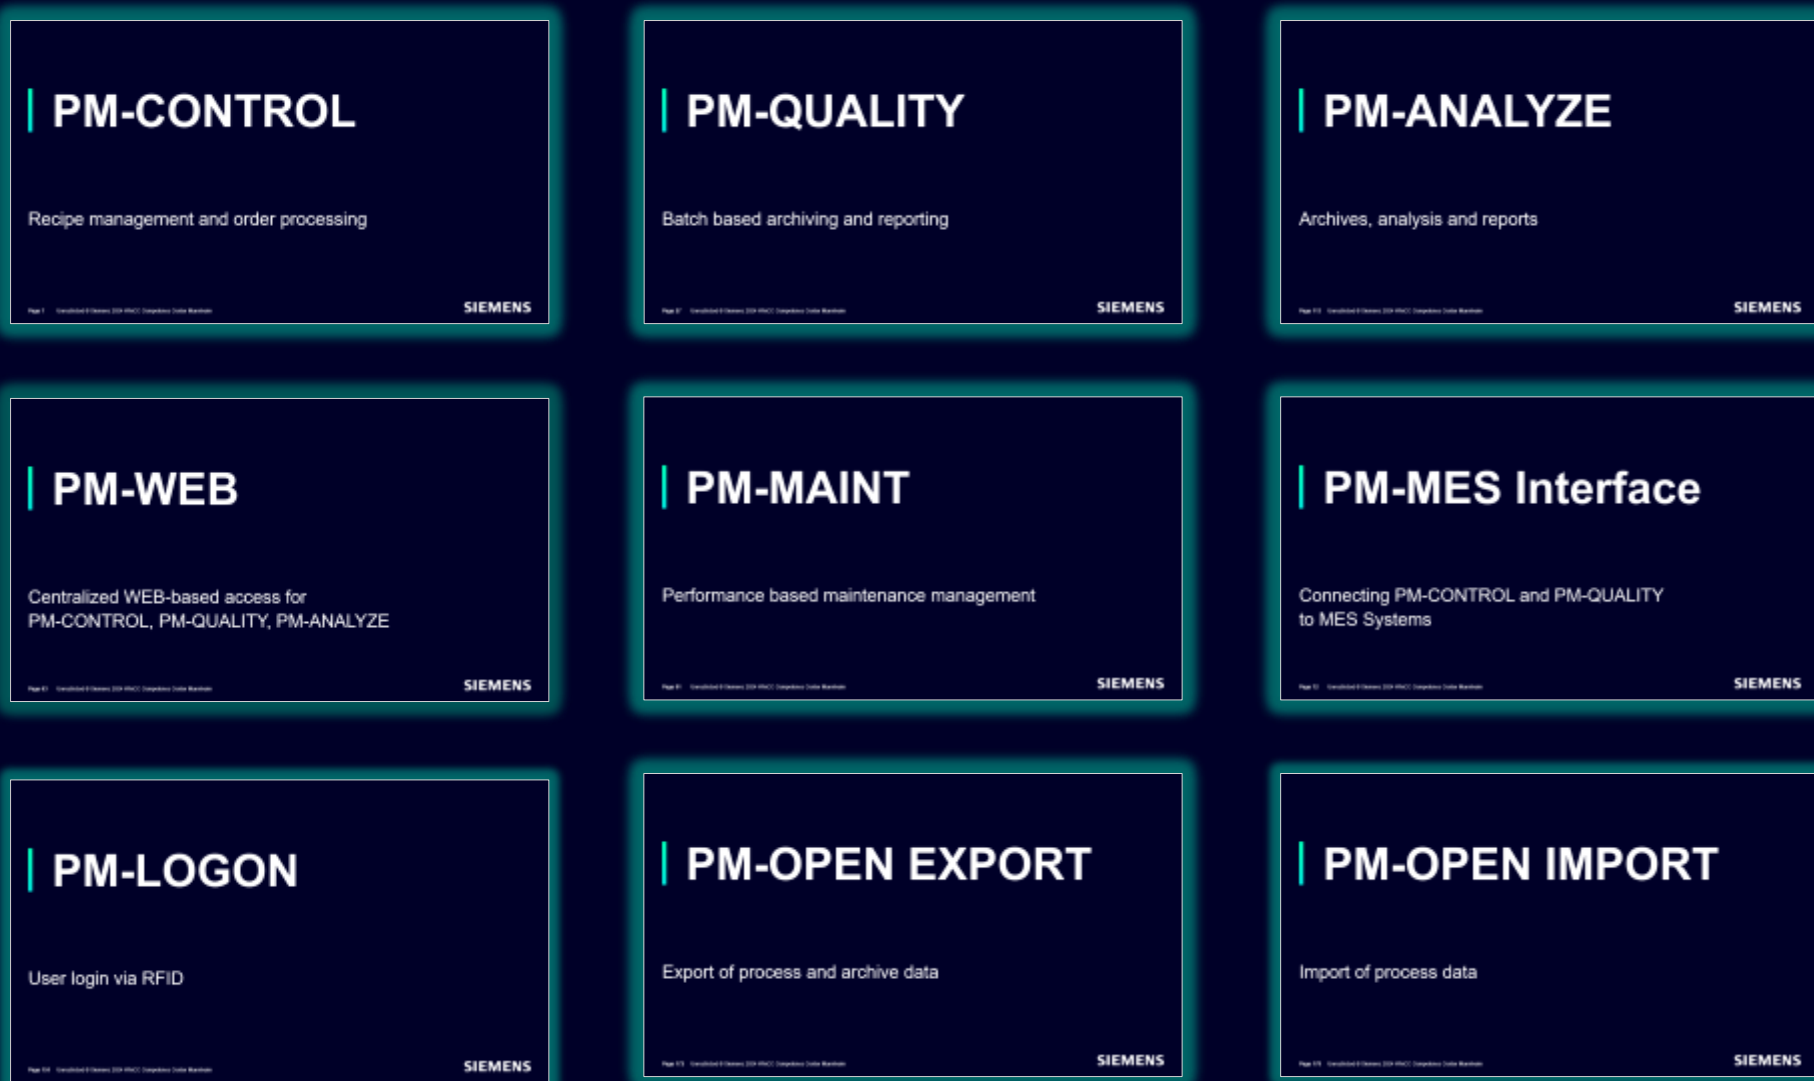 PM-CONTROL
Recipe management and order processing
SIEMENS
PM-QUALITY
Batch based archiving and reporting
SIEMENS
PM-ANALYZE
Archives, analysis and reports
SIEMENS
PM-WEB
Centralized WEB-based access for
PM-CONTROL, PM-QUALITY, PM-ANALYZE
SIEMENS
PM-MAINT
Performance based maintenance management
SIEMENS
PM-MES Interface
Connecting PM-CONTROL and PM-QUALITY
to MES Systems
SIEMENS
PM-LOGON
User login via RFID
SIEMENS
PM-OPEN EXPORT
Export of process and archive data
SIEMENS
PM-OPEN IMPORT
Import of process data
SIEMENS